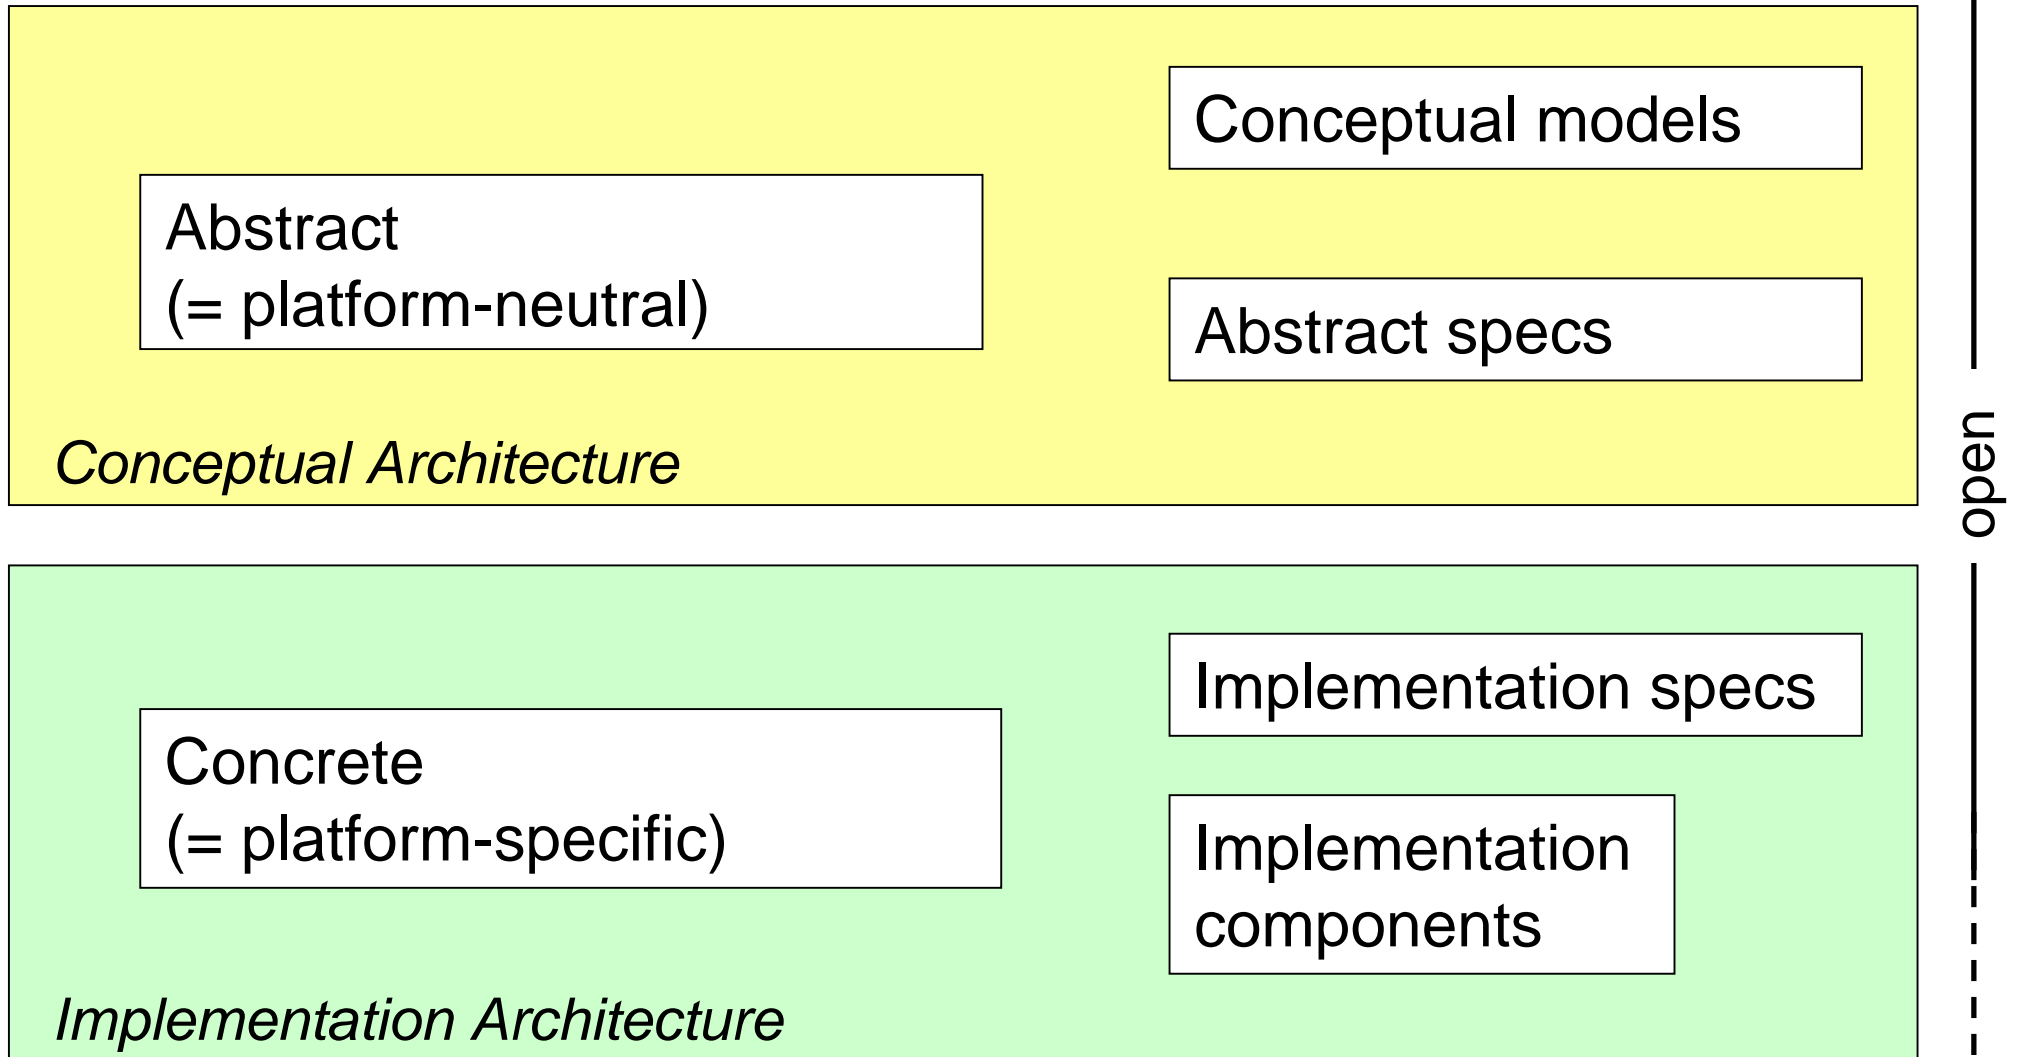 Conceptual models
Abstract
(= platform-neutral)
Abstract specs
Conceptual Architecture
open
Implementation specs
Concrete
(= platform-specific)
Implementation
components
Implementation Architecture